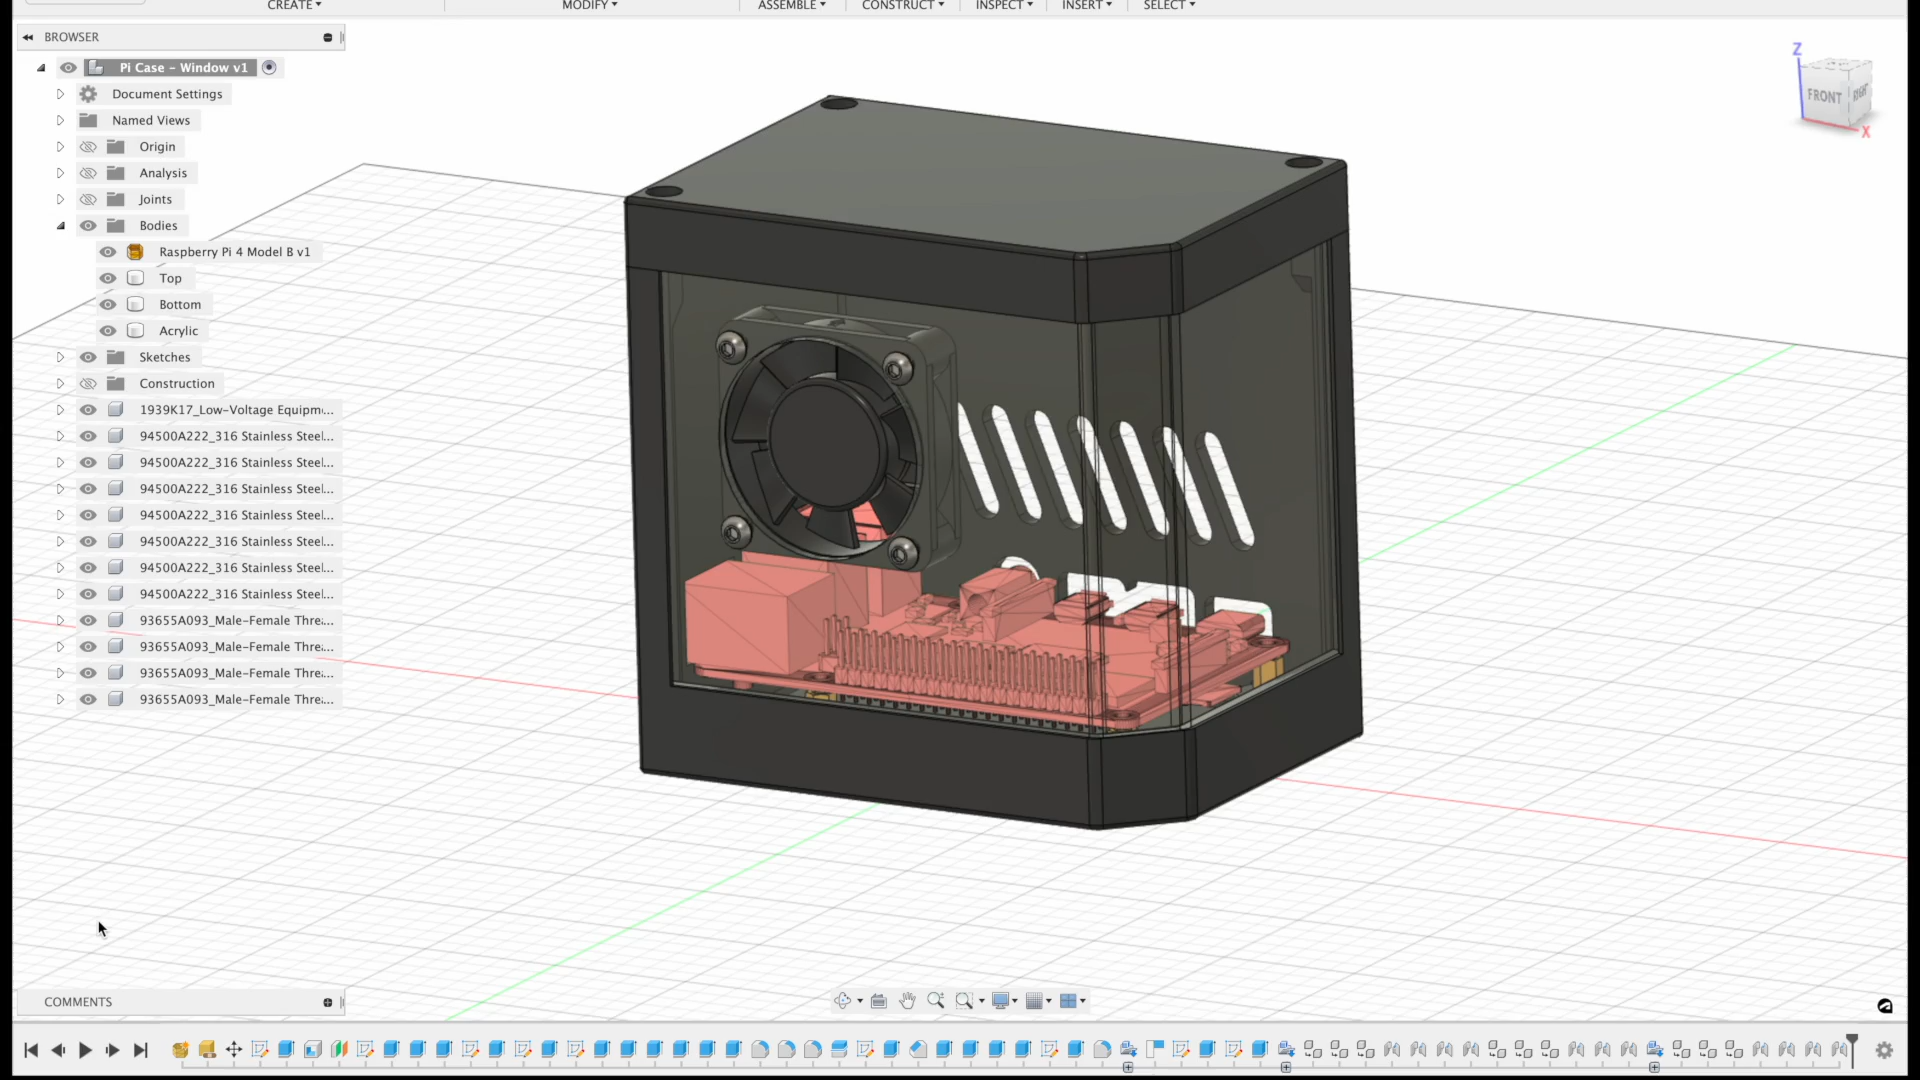 CREATE MODIFY ASSEMBLE CONSTRUCT INSPECT INSERT SELECT
BROWSER
Pi Case - Window v1
Document Settings
Named Views
Origin
Analysis
Joints
Bodies
Raspberry Pi 4 Model B v1
Top
Bottom
Acrylic
Sketches
Construction
1939K17_Low-Voltage Equipm...
94500A222_316 Stainless Steel...
94500A222_316 Stainless Steel...
94500A222_316 Stainless Steel...
94500A222_316 Stainless Steel...
94500A222_316 Stainless Steel...
94500A222_316 Stainless Steel...
94500A222_316 Stainless Steel...
93655A093_Male-Female Thre...
93655A093_Male-Female Thre...
93655A093_Male-Female Thre...
93655A093_Male-Female Thre...
Z
FRONT RIGHT
X
COMMENTS